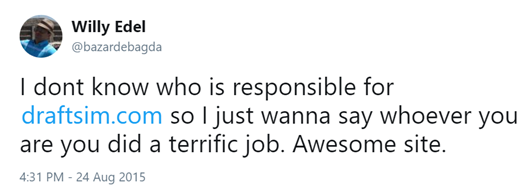 Willy Edel
@bazardebagda
I dont know who is responsible for
draftsim.com so I just wanna say whoever you
are you did a terrific job. Awesome site.
4:31 PM - 24 Aug 2015